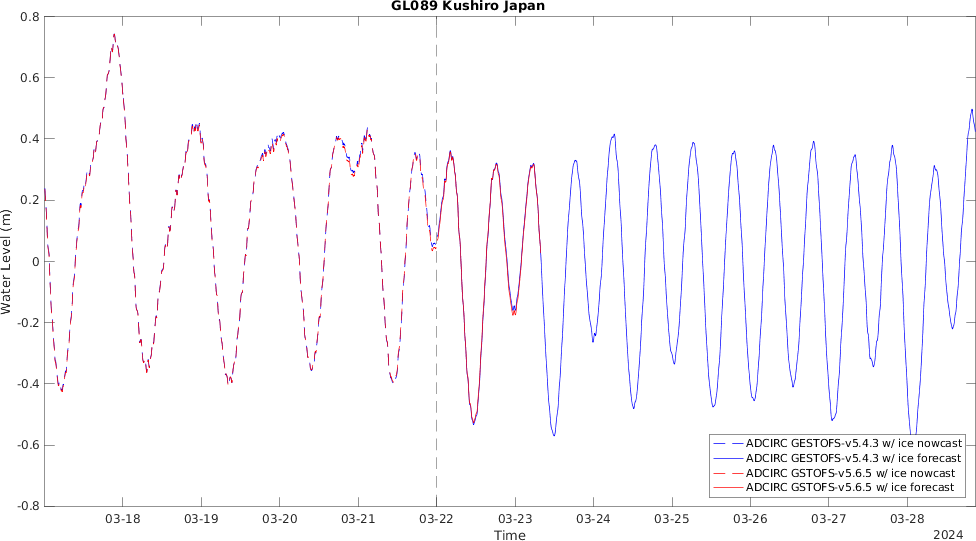 GL089 Kushiro Japan
0.8
0.6
0.4
0.2
0
-0.2
-0.4
-0.6
-0.8
Water Level (m)
ADCIRC GESTOFS-v5.4.3 w/ ice nowcast
ADCIRC GESTOFS-v5.4.3 w/ ice forecast
ADCIRC GSTOFS-v5.6.5 w/ ice nowcast
ADCIRC GSTOFS-v5.6.5 w/ ice forecast
03-18 03-19 03-20 03-21 03-22 03-23 03-24 03-25 03-26 03-27 03-28
Time
2024